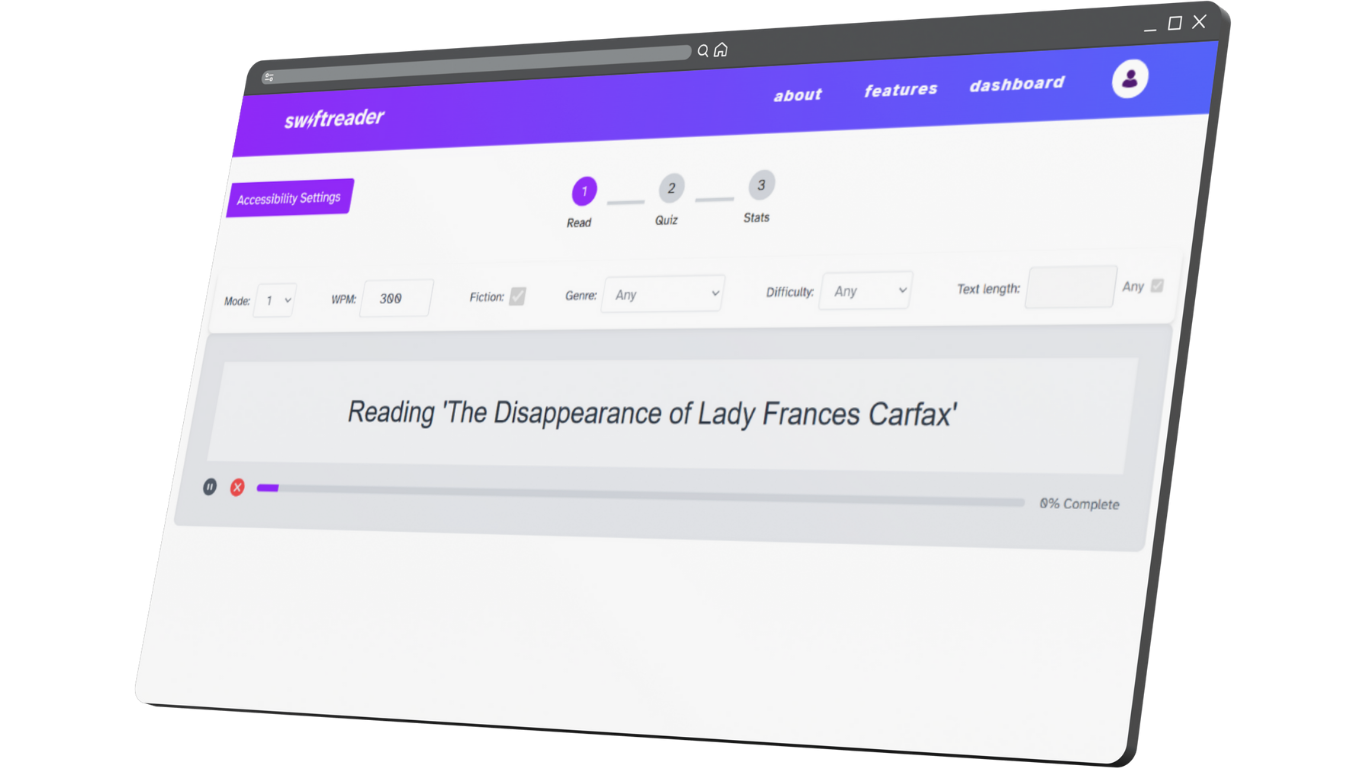 swiftreader
about features dashboard
Accessibility Settings
1 2 3
Read Quiz Stats
Mode: 1 WPM: 300 Fiction: Genre: Any Difficulty: Any Text length: Any
Reading 'The Disappearance of Lady Frances Carfax'
0% Complete